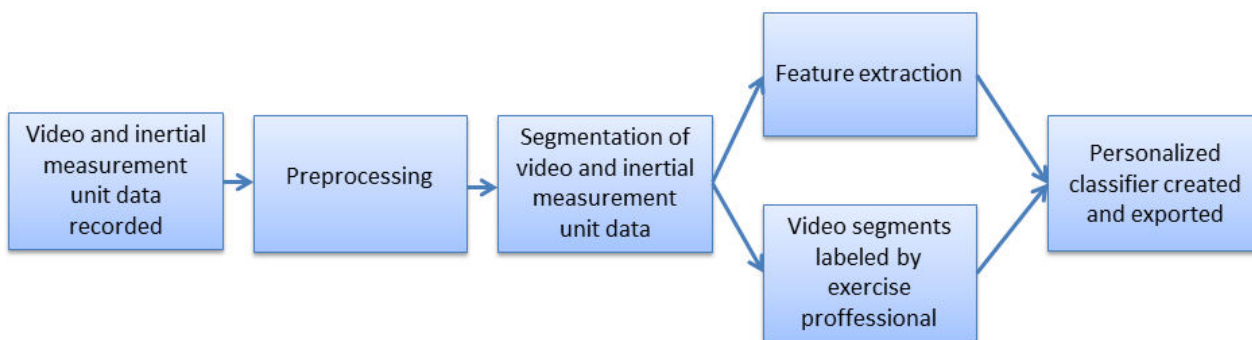 Video and inertial
measurement
unit data
recorded
Preprocessing
Segmentation of
video and inertial
measurement
unit data
Feature extraction
Video segments
labeled by
exercise
proffessional
Personalized
classifier created
and exported